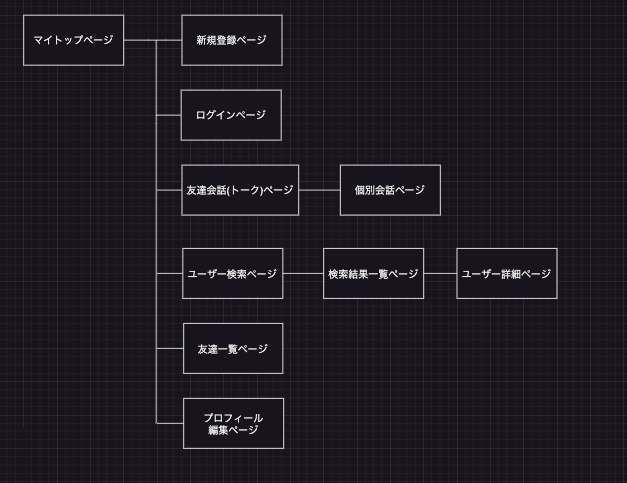 マイトップページ
新規登録ページ
ログインページ
友達会話(トーク)ページ
個別会話ページ
ユーザー検索ページ
検索結果一覧ページ
ユーザー詳細ページ
友達一覧ページ
プロフィール
編集ページ